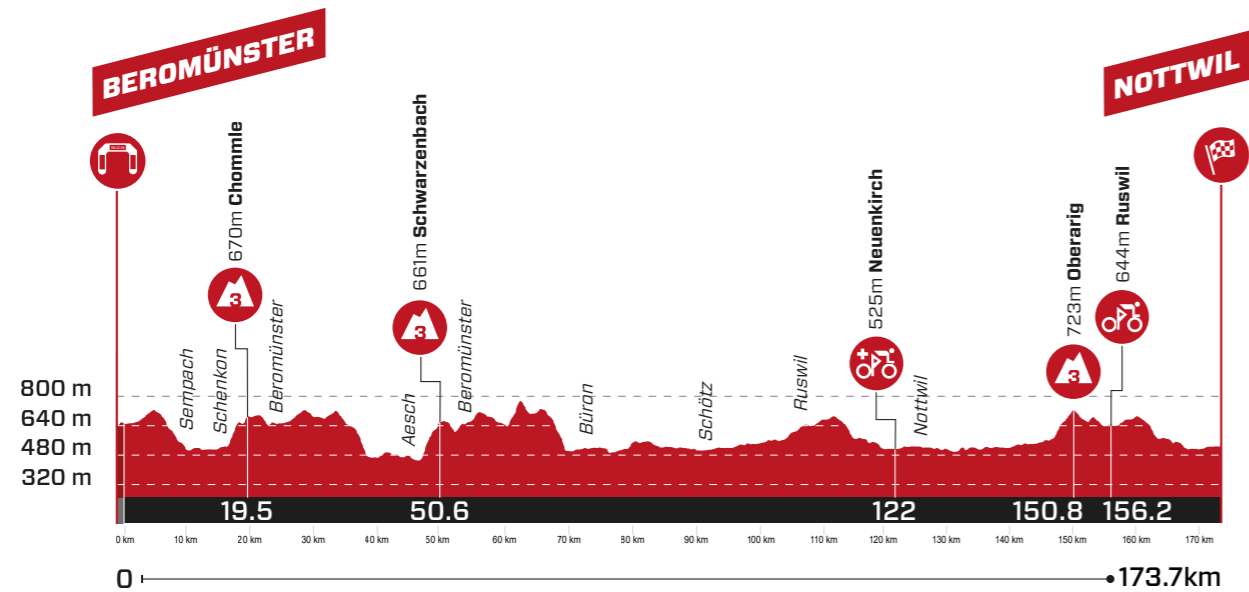 BEROMÜNSTER
NOTTWIL
670m Chommle
3
661m Schwarzenbach
3
525m Neuenkirch
723m Oberarig
3
644m Ruswil
Sempach
Schenkon
Beromünster
Aesch
Beromünster
Büron
Schötz
Ruswil
Nottwil
800 m
640 m
480 m
320 m
19.5 50.6 122 150.8 156.2
0 km 10 km 20 km 30 km 40 km 50 km 60 km 70 km 80 km 90 km 100 km 110 km 120 km 130 km 140 km 150 km 160 km 170 km
0 173.7km